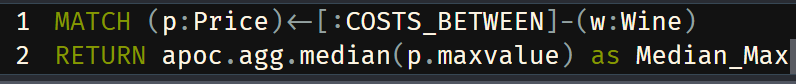 1 MATCH (p:Price)<-[:COSTS_BETWEEN]-(w:Wine)
2 RETURN apoc.agg.median(p.maxvalue) as Median_Max